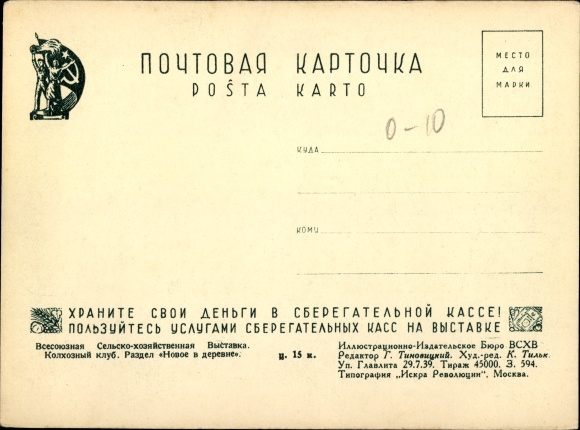 ПОЧТОВАЯ КАРТОЧКА
POŜTA KARTO
МЕСТО
ДЛЯ
МАРКИ
0-10
КУДА
КОМУ
ХРАНИТЕ СВОИ ДЕНЬГИ В СБЕРЕГАТЕЛЬНОЙ КАССЕ!
ПОЛЬЗУЙТЕСЬ УСЛУГАМИ СБЕРЕГАТЕЛЬНЫХ КАСС НА ВЫСТАВКЕ
Всесоюзная Сельско-хозяйственная Выставка.
Колхозный клуб. Раздел «Новое в деревне».
ц. 15 к.
Иллюстрационно-Издательское Бюро ВСХВ
Редактор Г. Тиновицкий. Худ.-ред. К. Тильк.
Уп. Главлита 29.7.39. Тираж 45000. З. 594.
Типография „Искра Революции", Москва.